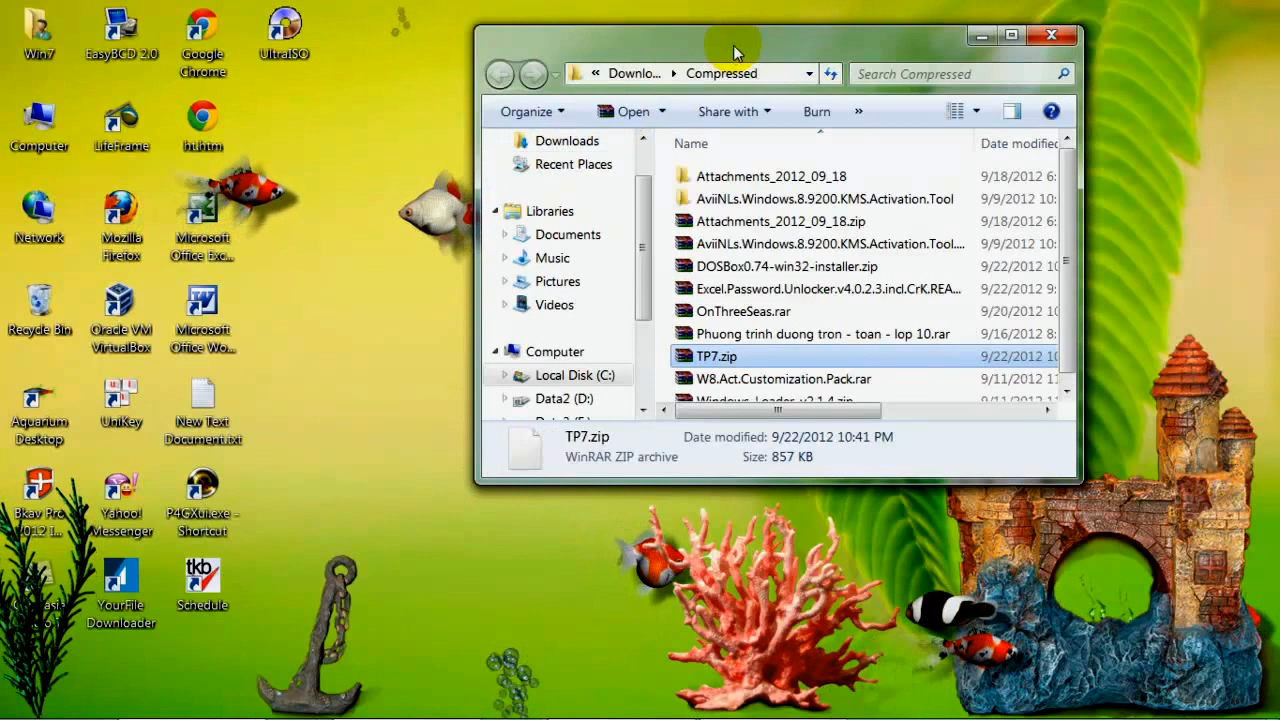 Win7
EasyBCD 2.0
Google
Chrome
UltraISO
Computer
LifeFrame
Network
Mozilla
Firefox
Microsoft
Office Exc...
Recycle Bin
Oracle VM
VirtualBox
Microsoft
Office Wo...
Aquarium
Desktop
UniKey
New Text
Document.txt
Bkav Pro
2012 I...
Yahoo!
Messenger
P4GXui.exe -
Shortcut
YourFile
Downloader
tkb
Schedule
« Downlo... Compressed
Search Compressed
Organize
Open
Share with
Burn
»
Downloads
Recent Places
Libraries
Documents
Music
Pictures
Videos
Computer
Local Disk (C:)
Data2 (D:)
Name
Date modified
Attachments_2012_09_18 9/18/2012 6:
AviiNLs.Windows.8.9200.KMS.Activation.Tool 9/9/2012 10:
Attachments_2012_09_18.zip 9/18/2012 6:
AviiNLs.Windows.8.9200.KMS.Activation.Tool.... 9/9/2012 10:
DOSBox0.74-win32-installer.zip 9/22/2012 10
Excel.Password.Unlocker.v4.0.2.3.incl.CrK.REA... 9/22/2012 9:
OnThreeSeas.rar 9/20/2012 10
Phuong trinh duong tron - toan - lop 10.rar 9/16/2012 8:
TP7.zip 9/22/2012 10
W8.Act.Customization.Pack.rar 9/11/2012 11
TP7.zip
Date modified: 9/22/2012 10:41 PM
WinRAR ZIP archive
Size: 857 KB